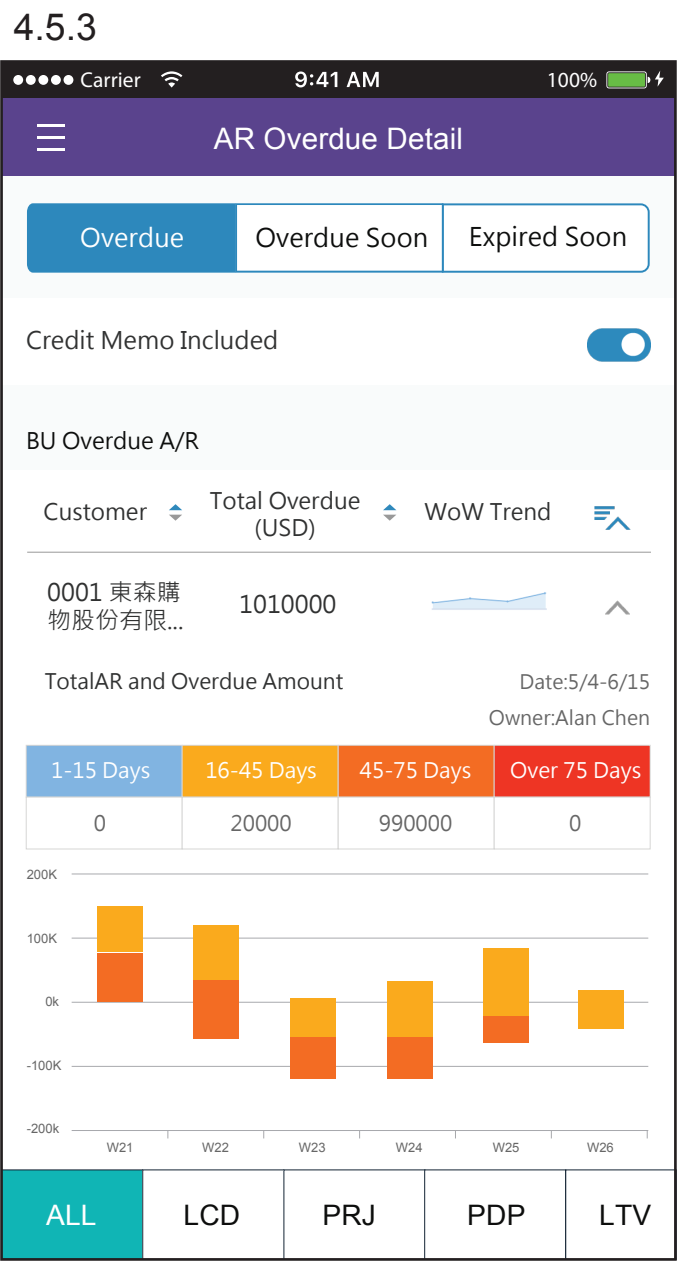 4.5.3
Carrier 9:41 AM 100%
AR Overdue Detail
Overdue Overdue Soon Expired Soon
Credit Memo Included
BU Overdue A/R
Customer Total Overdue WoW Trend
(USD)
0001 東森購 1010000
物股份有限...
TotalAR and Overdue Amount Date:5/4-6/15
Owner:Alan Chen
1-15 Days 16-45 Days 45-75 Days Over 75 Days
0 20000 990000 0
200K
100K
0k
-100K
-200k
W21 W22 W23 W24 W25 W26
ALL LCD PRJ PDP LTV